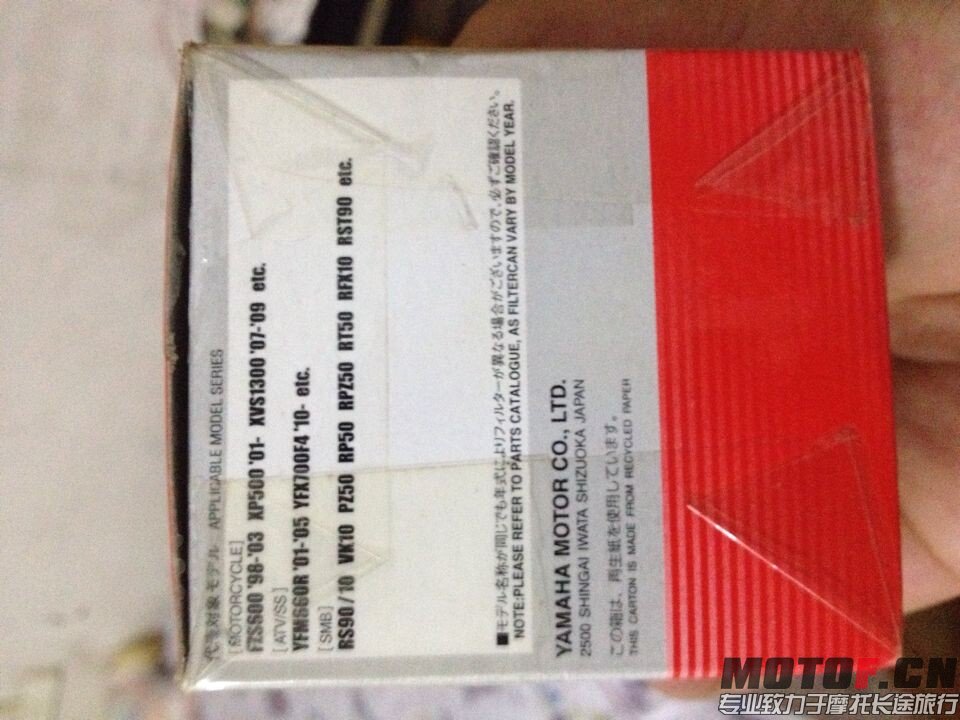 代表対象モデル APPLICABLE MODEL SERIES
[MOTORCYCLE]
FZS600 '98-'03 XP500 '01- XVS1300 '07-'09 etc.
[ATV/SS]
YFM660R '01-'05 YFX700F4 '10- etc.
[SMB]
RS90/10 VK10 PZ50 RP50 RPZ50 RT50 RFX10 RST90 etc.
■モデル名称が同じでも年式によりフィルターが異なる場合がございますので、必ずご確認ください。
NOTE:PLEASE REFER TO PARTS CATALOGUE, AS FILTERCAN VARY BY MODEL YEAR.
YAMAHA MOTOR CO., LTD.
2500 SHINGAI IWATA SHIZUOKA JAPAN
この箱は、再生紙を使用しています。
THIS CARTON IS MADE FROM RECYCLED PAPER
MOTOF.CN
专业致力于摩托长途旅行